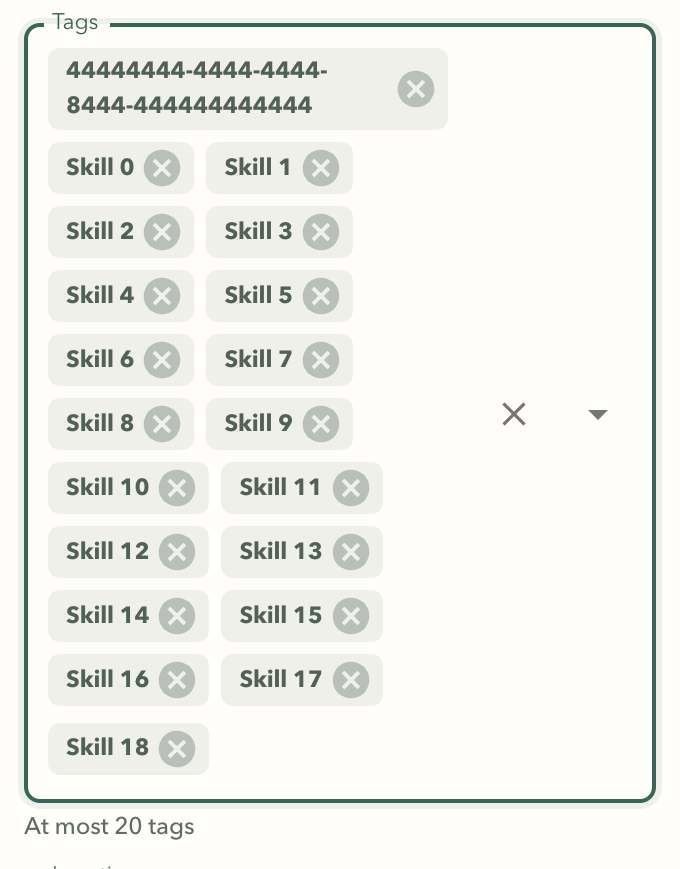 Tags
44444444-4444-4444-
8444-444444444444
Skill 0 Skill 1
Skill 2 Skill 3
Skill 4 Skill 5
Skill 6 Skill 7
Skill 8 Skill 9
Skill 10 Skill 11
Skill 12 Skill 13
Skill 14 Skill 15
Skill 16 Skill 17
Skill 18
At most 20 tags